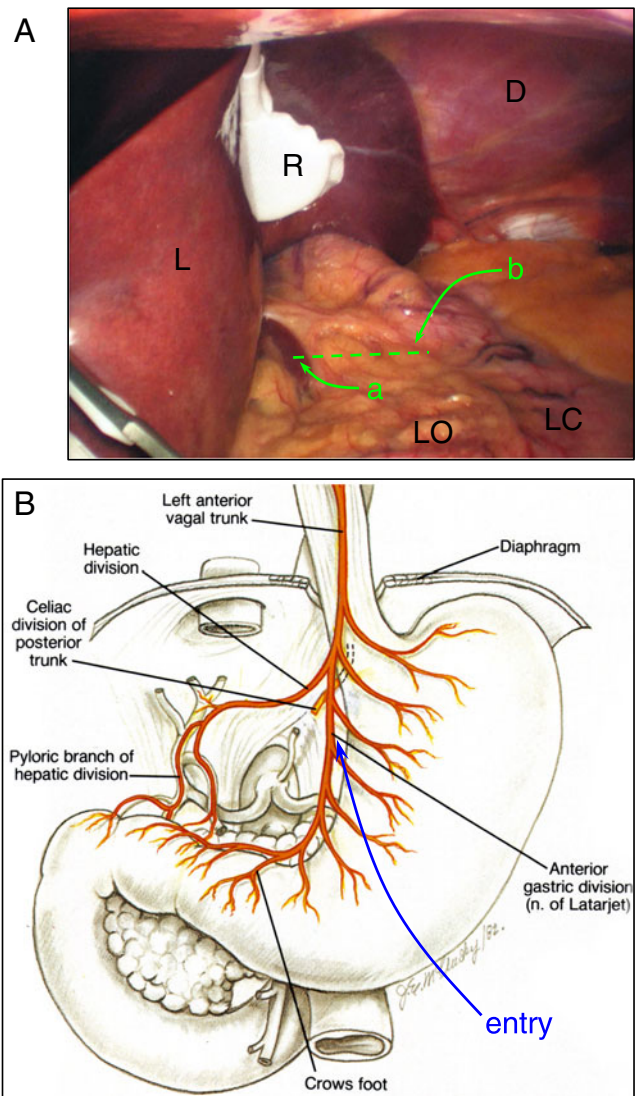 A
D
R
L
b
a
LO
LC
B
Left anterior
vagal trunk
Hepatic
division
Diaphragm
Celiac
division of
posterior
trunk
Pyloric branch of
hepatic division
Anterior
gastric division
(n. of Latarjet)
entry
Crows foot